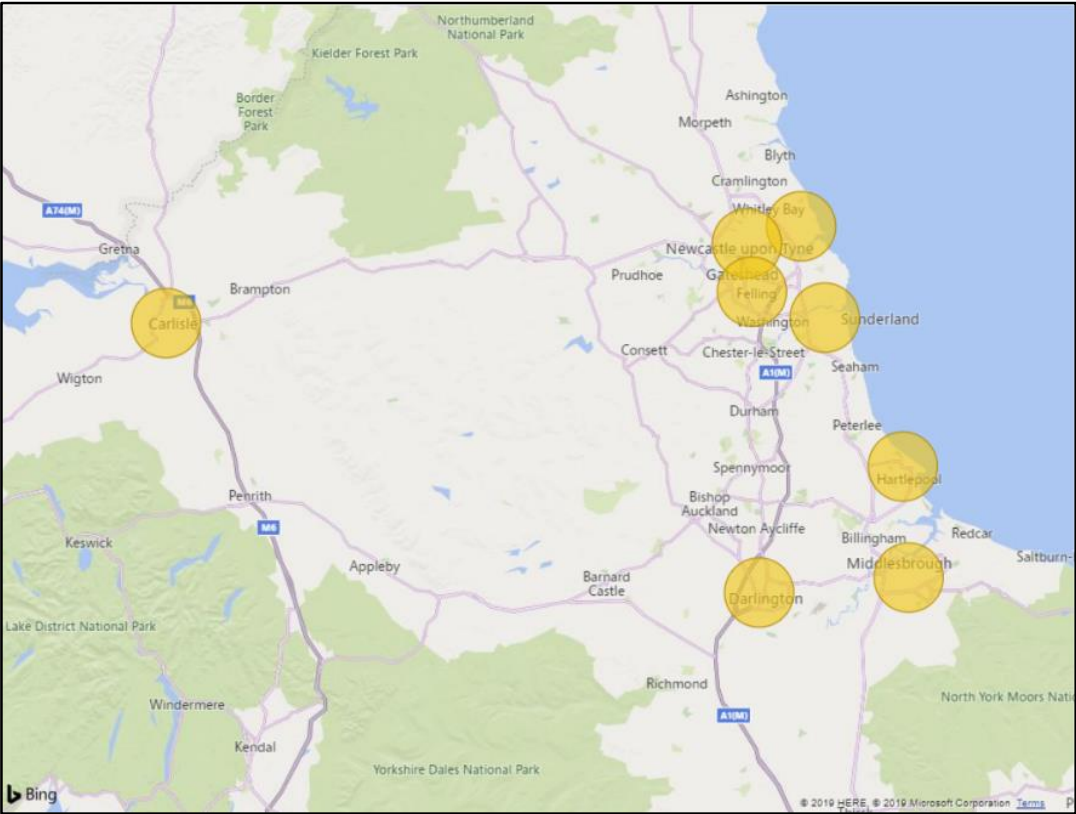 Northumberland
National Park
Kielder Forest Park
Border
Forest
Park
Ashington
Morpeth
Blyth
Cramlington
Whitley Bay
A74(M)
Gretna
Newcastle upon Tyne
Prudhoe
Gateshead
Felling
Brampton
M6
Carlisle
Washington
Sunderland
Consett
Chester-le-Street
Seaham
A1(M)
Wigton
Durham
Peterlee
Spennymoor
Hartlepool
Penrith
Bishop
Auckland
M6
Newton Aycliffe
Billingham
Redcar
Keswick
Middlesbrough
Saltburn-
Appleby
Barnard
Castle
Darlington
Lake District National Park
Richmond
North York Moors Nati
Windermere
A1(M)
Kendal
Yorkshire Dales National Park
Bing
© 2019 HERE, © 2019 Microsoft Corporation Terms